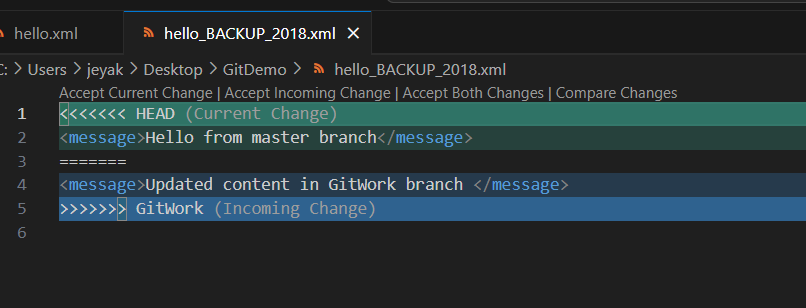 hello.xml
hello_BACKUP_2018.xml
C: > Users > jeyak > Desktop > GitDemo > hello_BACKUP_2018.xml
Accept Current Change | Accept Incoming Change | Accept Both Changes | Compare Changes
1 <<<<<<< HEAD (Current Change)
2 <message>Hello from master branch</message>
3 =======
4 <message>Updated content in GitWork branch </message>
5 >>>>>>> GitWork (Incoming Change)
6